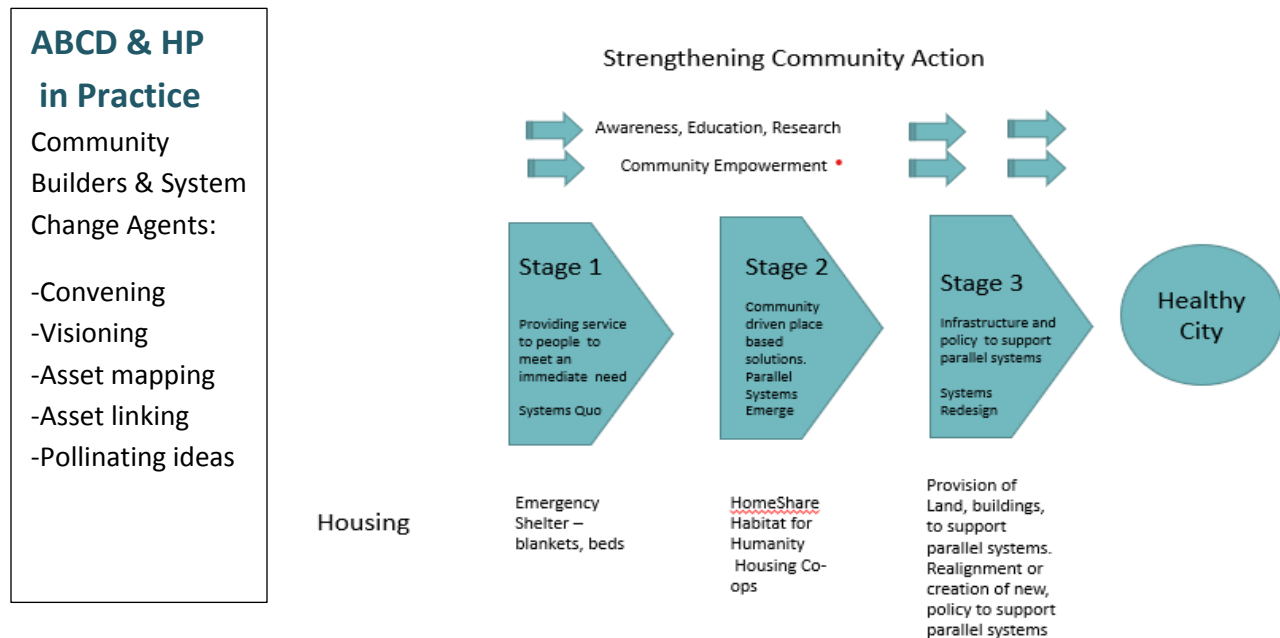 ABCD & HP
in Practice
Community
Builders & System
Change Agents:
-Convening
-Visioning
-Asset mapping
-Asset linking
-Pollinating ideas
Strengthening Community Action
Awareness, Education, Research
Community Empowerment •
Stage 1
Providing service
to people to
meet an
immediate need
Systems Quo
Stage 2
Community
driven place
based
solutions.
Parallel
Systems
Emerge
Stage 3
Infrastructure and
policy to support
parallel systems
Systems
Redesign
Healthy
City
Housing
Emergency
Shelter –
blankets, beds
HomeShare
Habitat for
Humanity
Housing Co-
ops
Provision of
Land, buildings,
to support
parallel systems.
Realignment or
creation of new,
policy to support
parallel systems